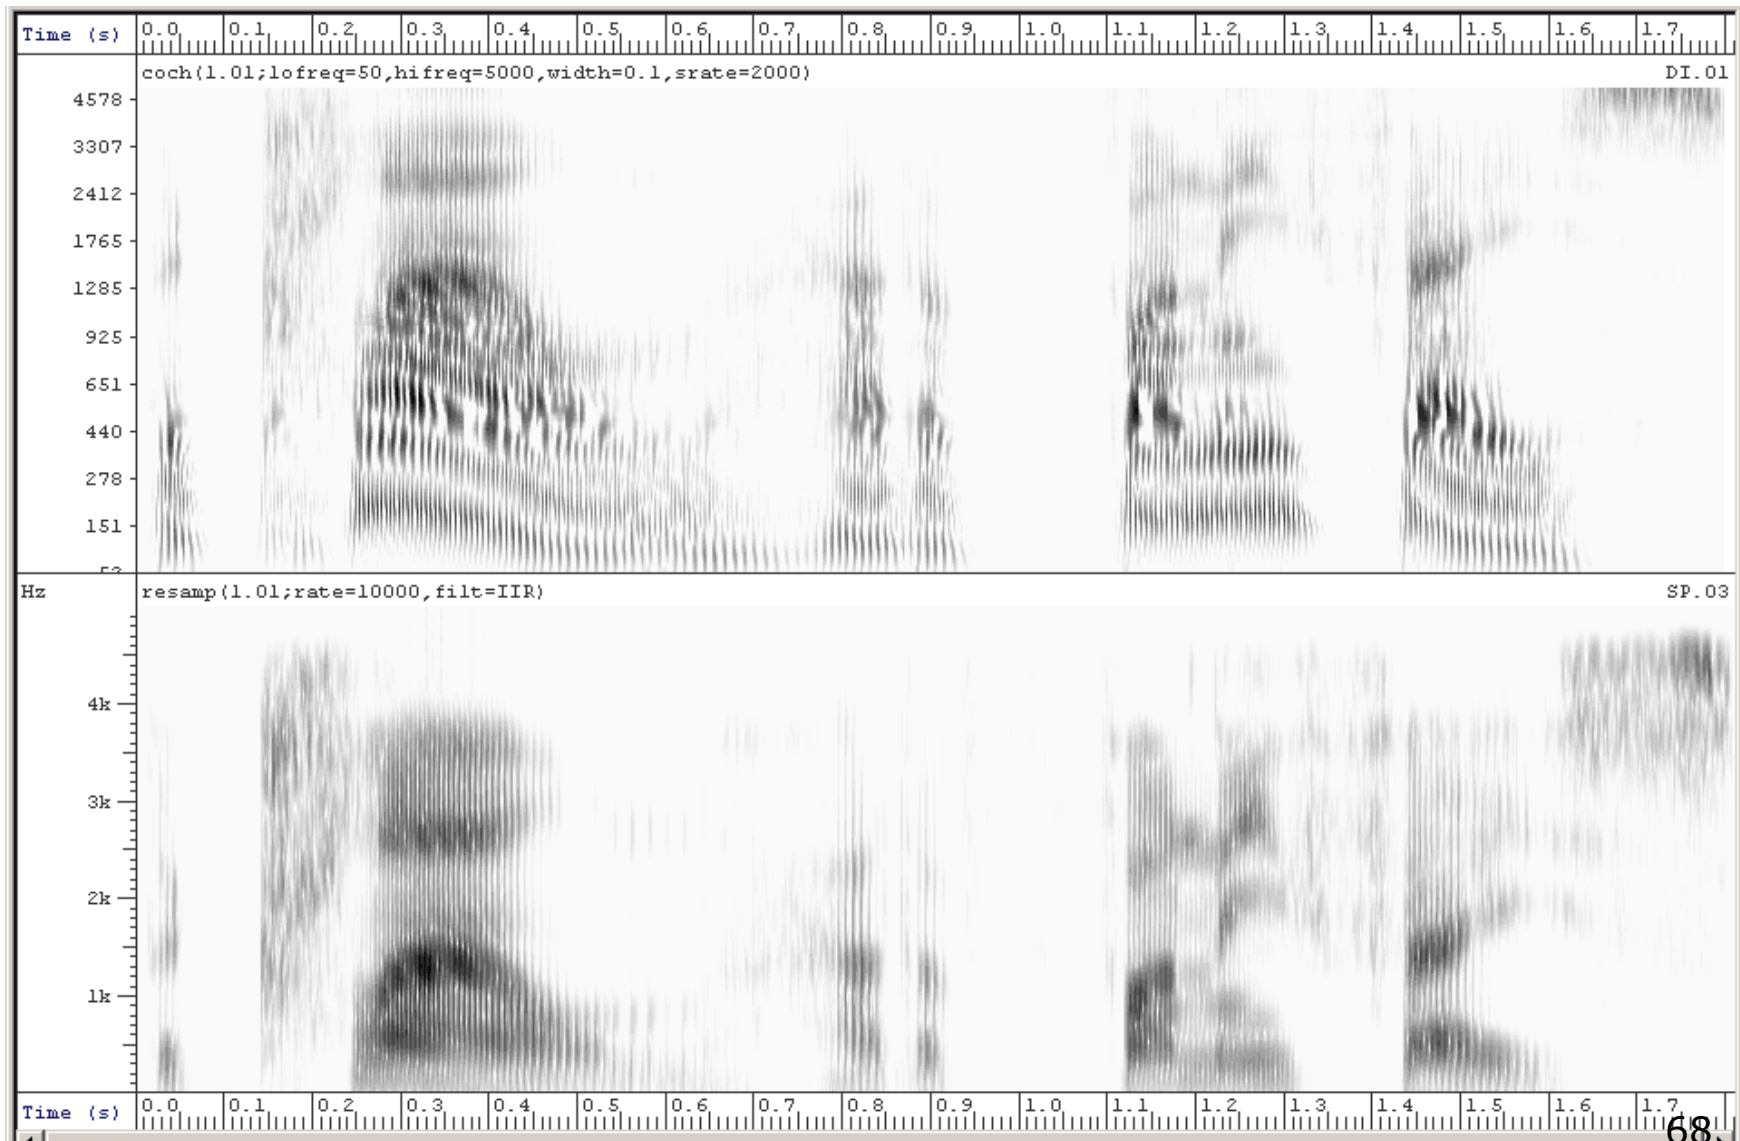 Time (s) 0.0 0.1 0.2 0.3 0.4 0.5 0.6 0.7 0.8 0.9 1.0 1.1 1.2 1.3 1.4 1.5 1.6 1.7
coch(1.01;lofreq=50,hifreq=5000,width=0.1,srate=2000) DI.01
4578
3307
2412
1765
1285
925
651
440
278
151
Hz resamp(1.01;rate=10000,filt=IIR) SP.03
4k
3k
2k
1k
Time (s) 0.0 0.1 0.2 0.3 0.4 0.5 0.6 0.7 0.8 0.9 1.0 1.1 1.2 1.3 1.4 1.5 1.6 1.7
68